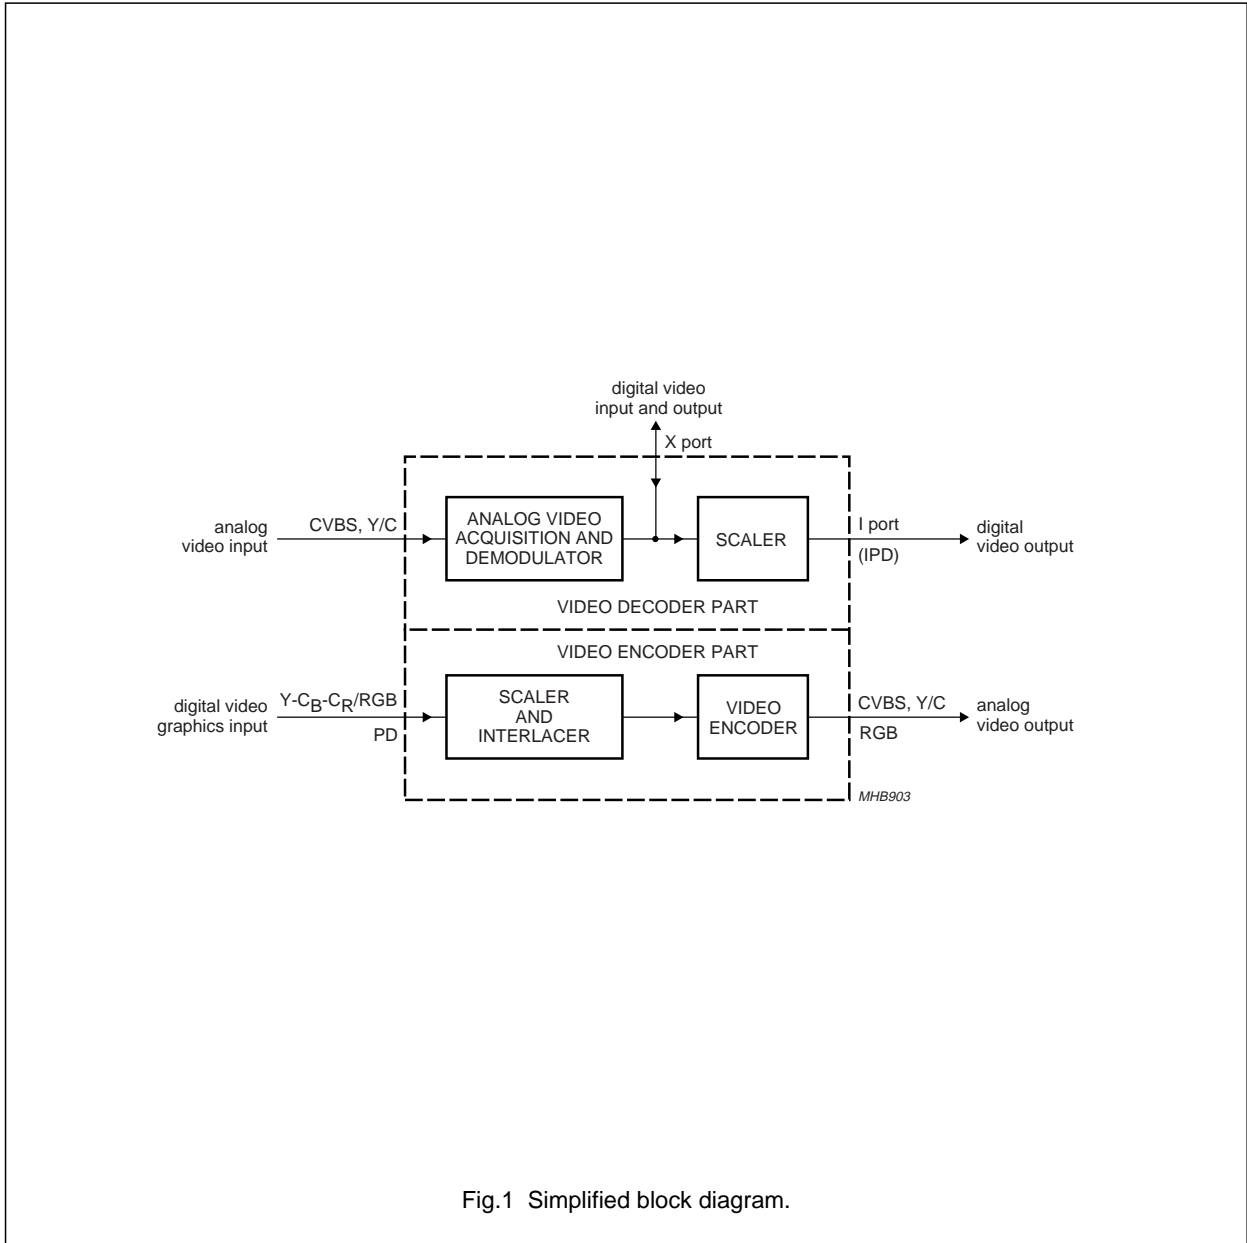 digital video
input and output
X port
analog
video input
CVBS, Y/C
ANALOG VIDEO
ACQUISITION AND
DEMODULATOR
SCALER
I port
(IPD)
digital
video output
VIDEO DECODER PART
VIDEO ENCODER PART
digital video
graphics input
Y-CB-CR/RGB
PD
SCALER
AND
INTERLACER
VIDEO
ENCODER
CVBS, Y/C
RGB
analog
video output
MHB903
Fig.1 Simplified block diagram.